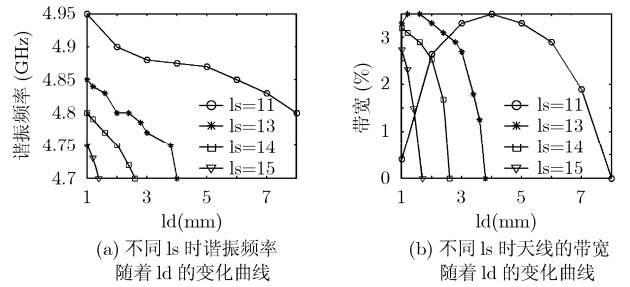 谐振频率 (GHz)
4.95
4.9
4.85
4.8
4.75
4.7
1 3 5 7
ls=11
ls=13
ls=14
ls=15
ld(mm)
(a) 不同 ls 时谐振频率
随着 ld 的变化曲线
带宽 (%)
3
2
1
0
1 3 5 7
ls=11
ls=13
ls=14
ls=15
ld(mm)
(b) 不同 ls 时天线的带宽
随着 ld 的变化曲线